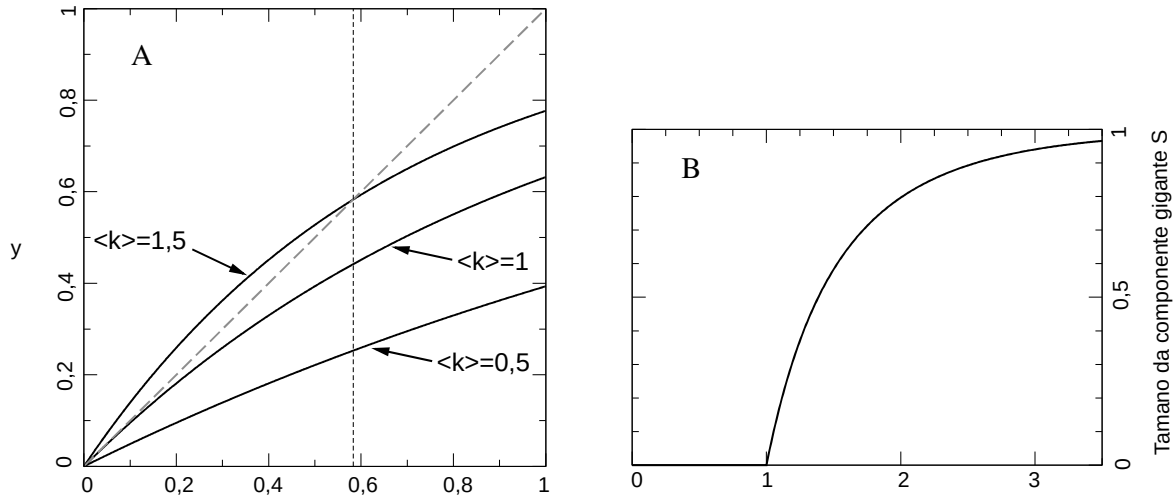 A
y
1
0,8
0,6
0,4
0,2
0
<k>=1,5
<k>=1
<k>=0,5
0 0,2 0,4 0,6 0,8 1
B
1
0,5
0
Tamano da componente gigante S
0 1 2 3